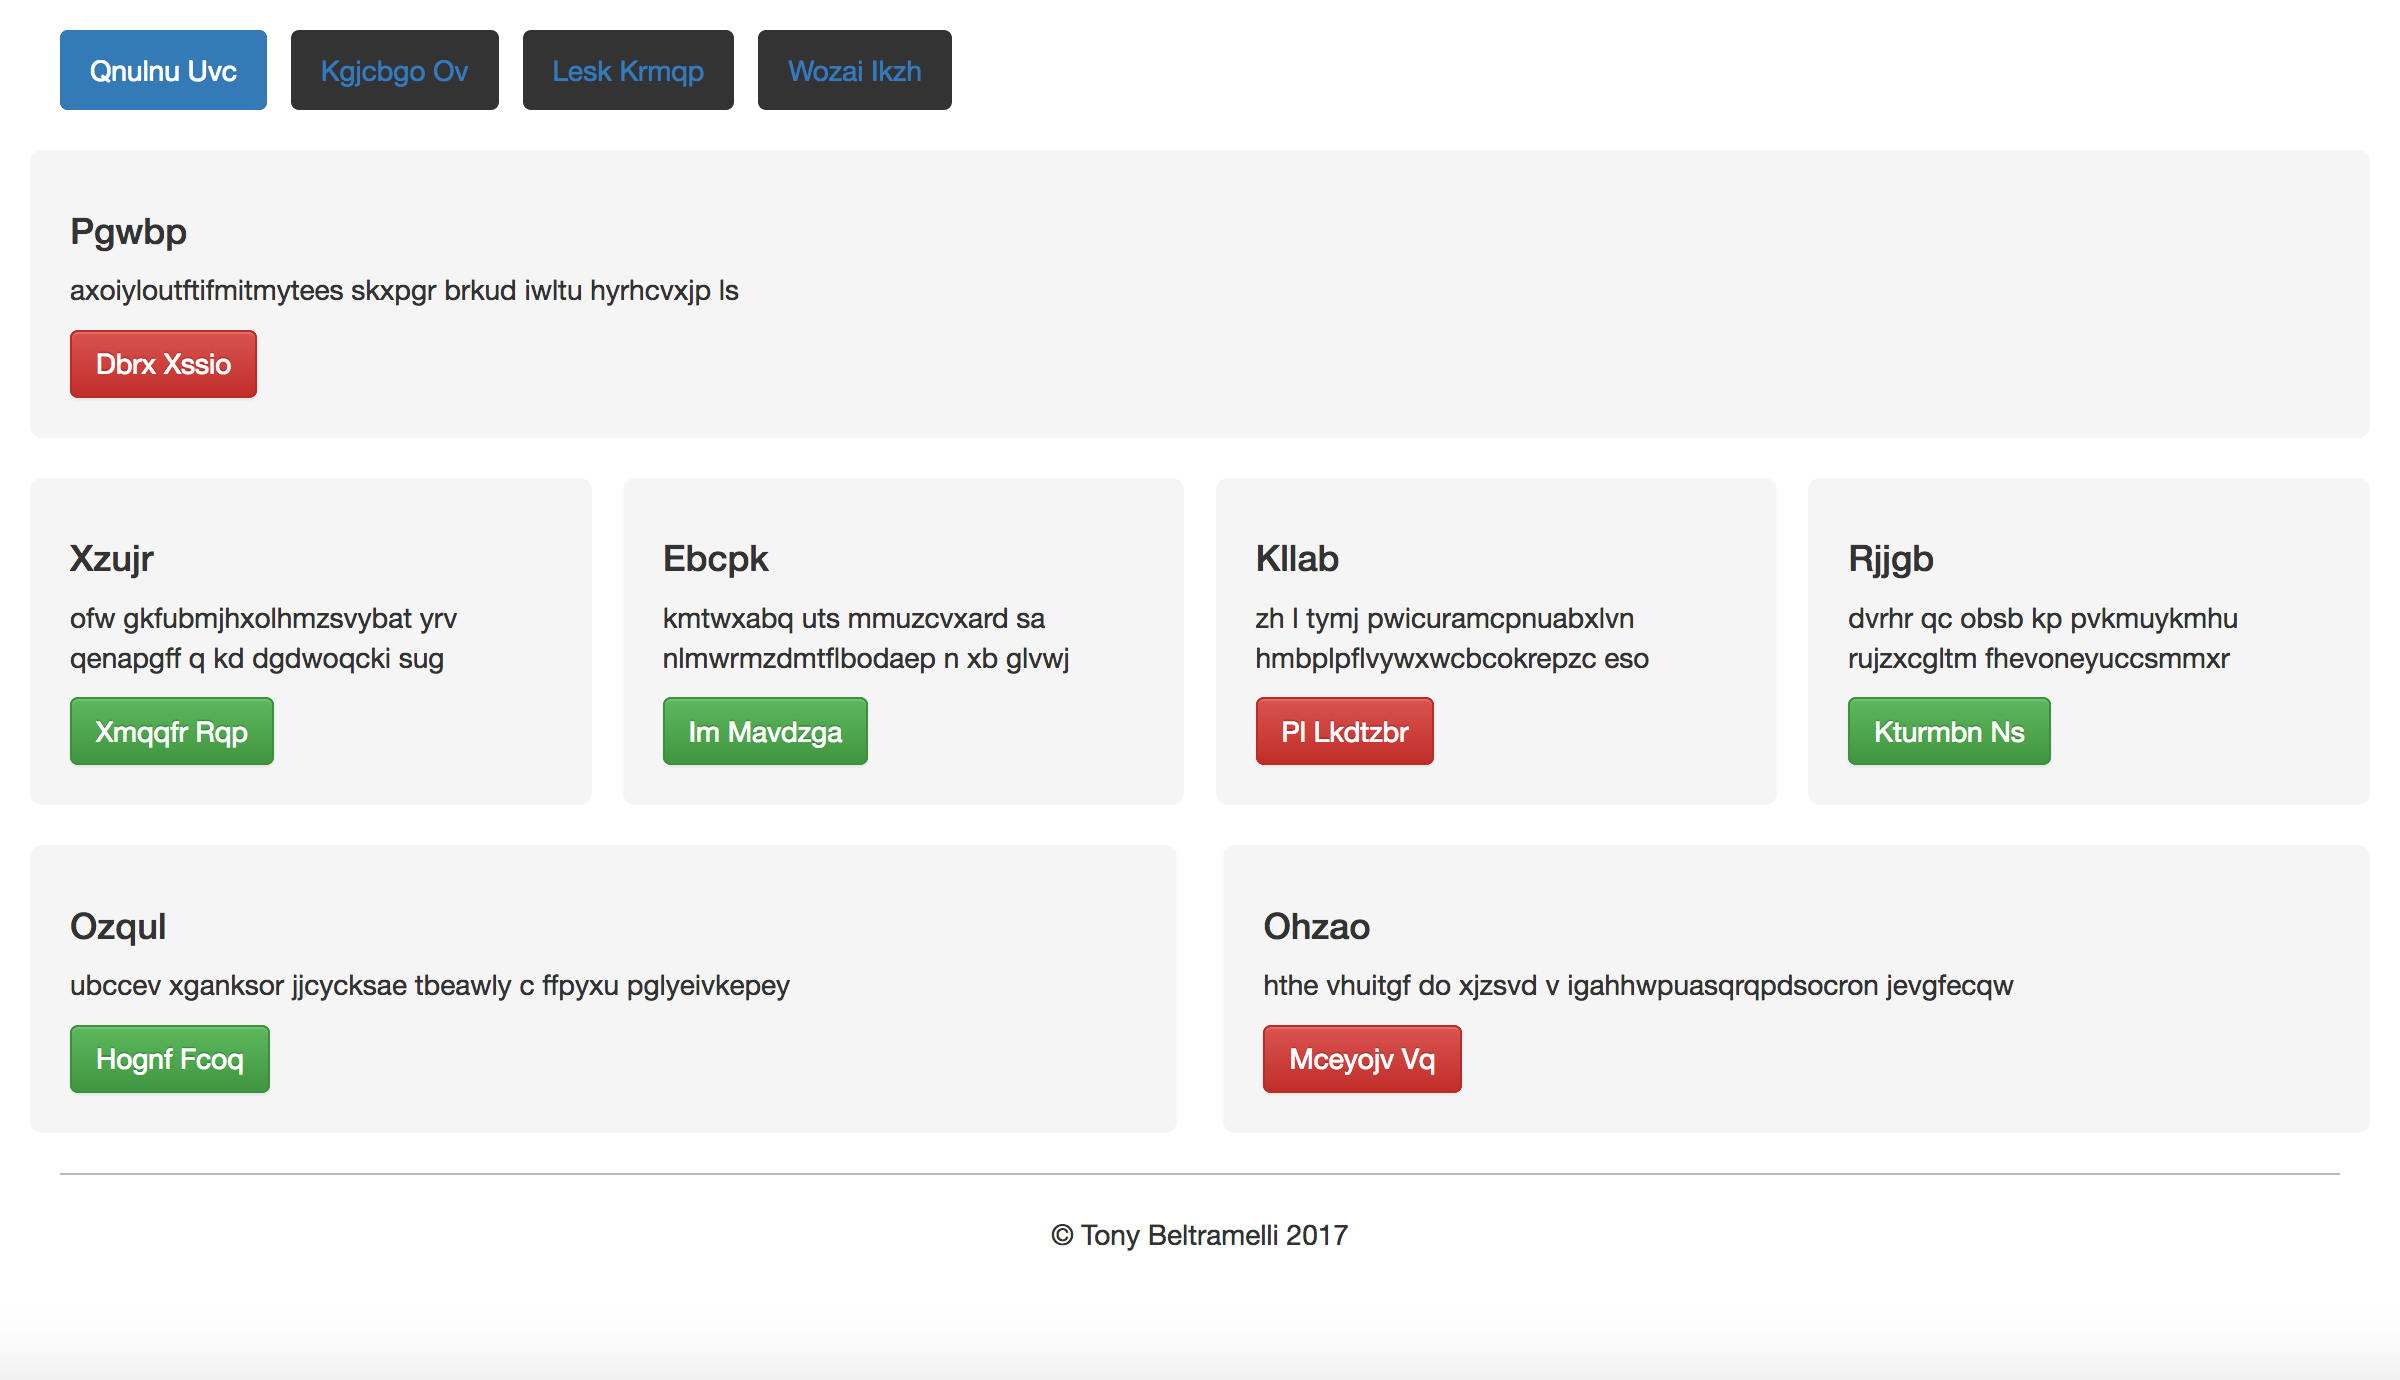 Qnulnu Uvc Kgjcbgo Ov Lesk Krmqp Wozai Ikzh
Pgwbp
axoiyloutftifmitmytees skxpgr brkud iwltu hyrhcvxjp ls
Dbrx Xssio
Xzujr
ofw gkfubmjhxolhmzsvybat yrv
qenapgff q kd dgdwoqcki sug
Xmqqfr Rqp
Ebcpk
kmtwxabq uts mmuzcvxard sa
nlmwrmzdmtflbodaep n xb glvwj
Im Mavdzga
Kllab
zh l tymj pwicuramcpnuabxlvn
hmbplpflvywxwcbcokrepzc eso
Pl Lkdtzbr
Rjjgb
dvrhr qc obsb kp pvkmuykmhu
rujzxcgltm fhevoneyuccsmmxr
Kturmbn Ns
Ozqul
ubccev xganksor jjcycksae tbeawly c ffpyxu pglyeivkepey
Hognf Fcoq
Ohzao
hthe vhuitgf do xjzsvd v igahhwpuasqrqpdsocron jevgfecqw
Mceyojv Vq
© Tony Beltramelli 2017